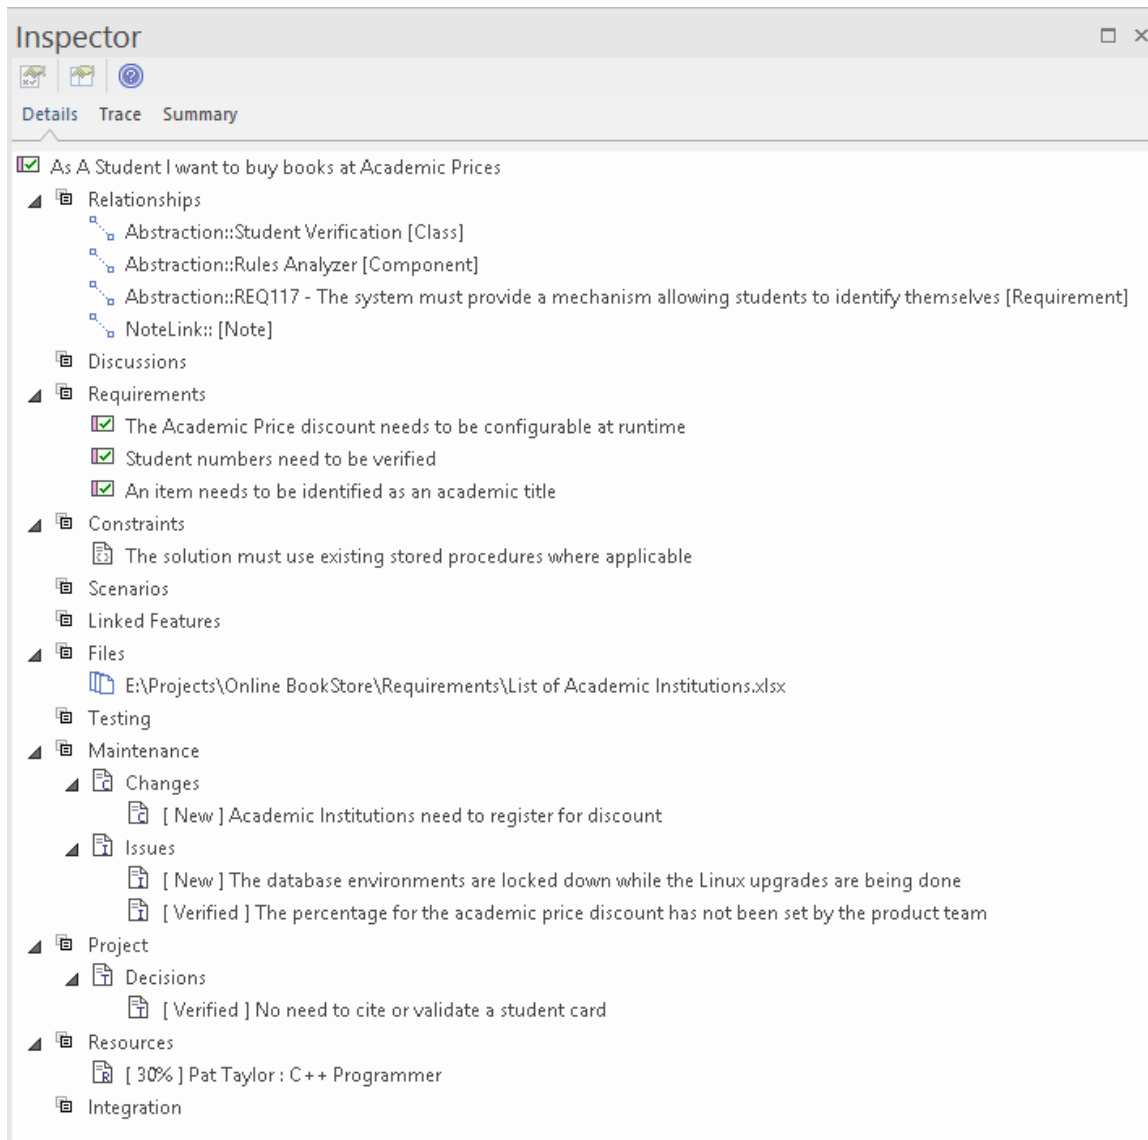 Inspector
Details Trace Summary
As A Student I want to buy books at Academic Prices
Relationships
Abstraction::Student Verification [Class]
Abstraction::Rules Analyzer [Component]
Abstraction::REQ117 - The system must provide a mechanism allowing students to identify themselves [Requirement]
NoteLink:: [Note]
Discussions
Requirements
The Academic Price discount needs to be configurable at runtime
Student numbers need to be verified
An item needs to be identified as an academic title
Constraints
The solution must use existing stored procedures where applicable
Scenarios
Linked Features
Files
E:\Projects\Online BookStore\Requirements\List of Academic Institutions.xlsx
Testing
Maintenance
Changes
[ New ] Academic Institutions need to register for discount
Issues
[ New ] The database environments are locked down while the Linux upgrades are being done
[ Verified ] The percentage for the academic price discount has not been set by the product team
Project
Decisions
[ Verified ] No need to cite or validate a student card
Resources
[ 30% ] Pat Taylor : C++ Programmer
Integration